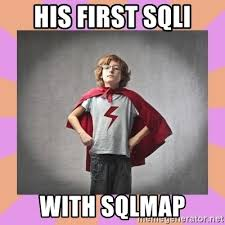 HIS FIRST SQLI
WITH SQLMAP
memegenerator.net